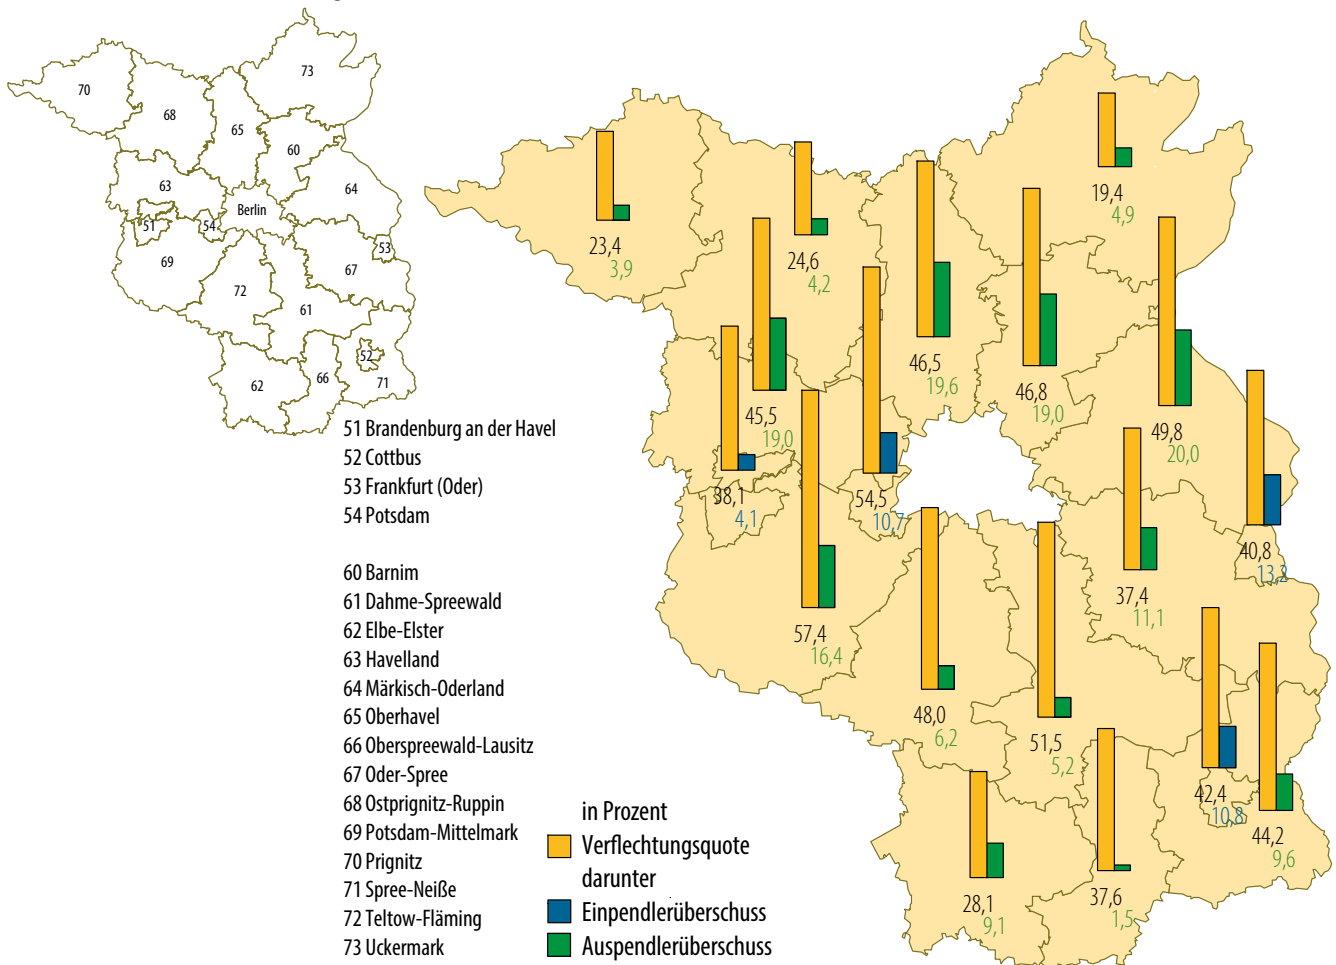 73
70
68
65
60
63
64
Berlin
51
54
53
69
67
72
61
52
66
62
71
51 Brandenburg an der Havel
52 Cottbus
53 Frankfurt (Oder)
54 Potsdam
60 Barnim
61 Dahme-Spreewald
62 Elbe-Elster
63 Havelland
64 Märkisch-Oderland
65 Oberhavel
66 Oberspreewald-Lausitz
67 Oder-Spree
68 Ostprignitz-Ruppin
69 Potsdam-Mittelmark
70 Prignitz
71 Spree-Neiße
72 Teltow-Fläming
73 Uckermark
in Prozent
Verflechtungsquote
darunter
Einpendlerüberschuss
Auspendlerüberschuss
19,4
4,9
23,4
3,9
24,6
4,2
46,5
19,6
46,8
19,0
45,5
19,0
49,8
20,0
38,1
4,1
54,5
10,7
40,8
13,2
37,4
11,1
57,4
16,4
48,0
6,2
51,5
5,2
42,4
10,8
44,2
9,6
28,1
9,1
37,6
1,5